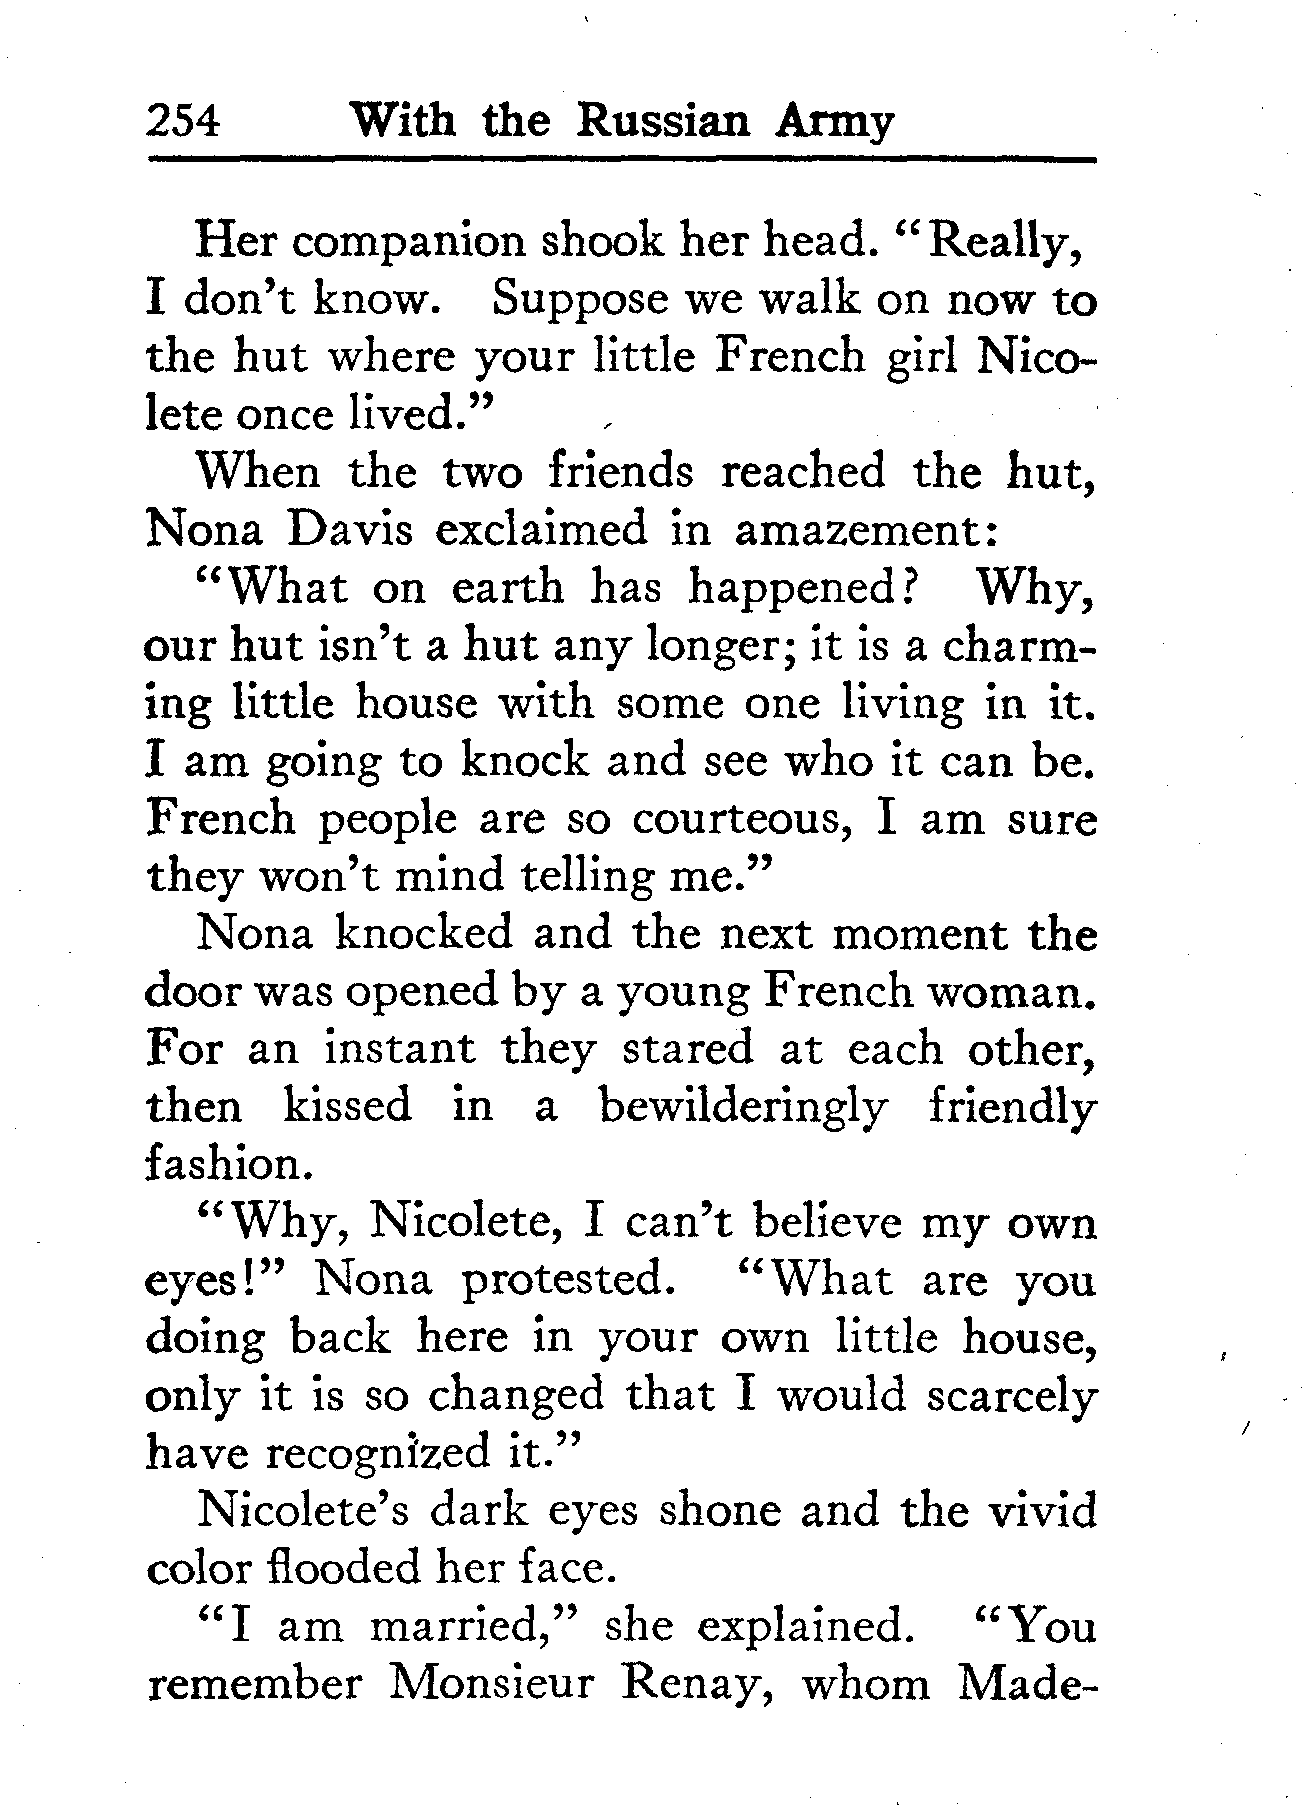 254 With the Russian Army
Her companion shook her head. “Really,
I don’t know. Suppose we walk on now to
the hut where your little French girl Nico-
lete once lived.”
When the two friends reached the hut,
Nona Davis exclaimed in amazement:
“What on earth has happened? Why,
our hut isn’t a hut any longer; it is a charm-
ing little house with some one living in it.
I am going to knock and see who it can be.
French people are so courteous, I am sure
they won’t mind telling me.”
Nona knocked and the next moment the
door was opened by a young French woman.
For an instant they stared at each other,
then kissed in a bewilderingly friendly
fashion.
“Why, Nicolete, I can’t believe my own
eyes!” Nona protested. “What are you
doing back here in your own little house,
only it is so changed that I would scarcely
have recognized it.”
Nicolete’s dark eyes shone and the vivid
color flooded her face.
“I am married,” she explained. “You
remember Monsieur Renay, whom Made-